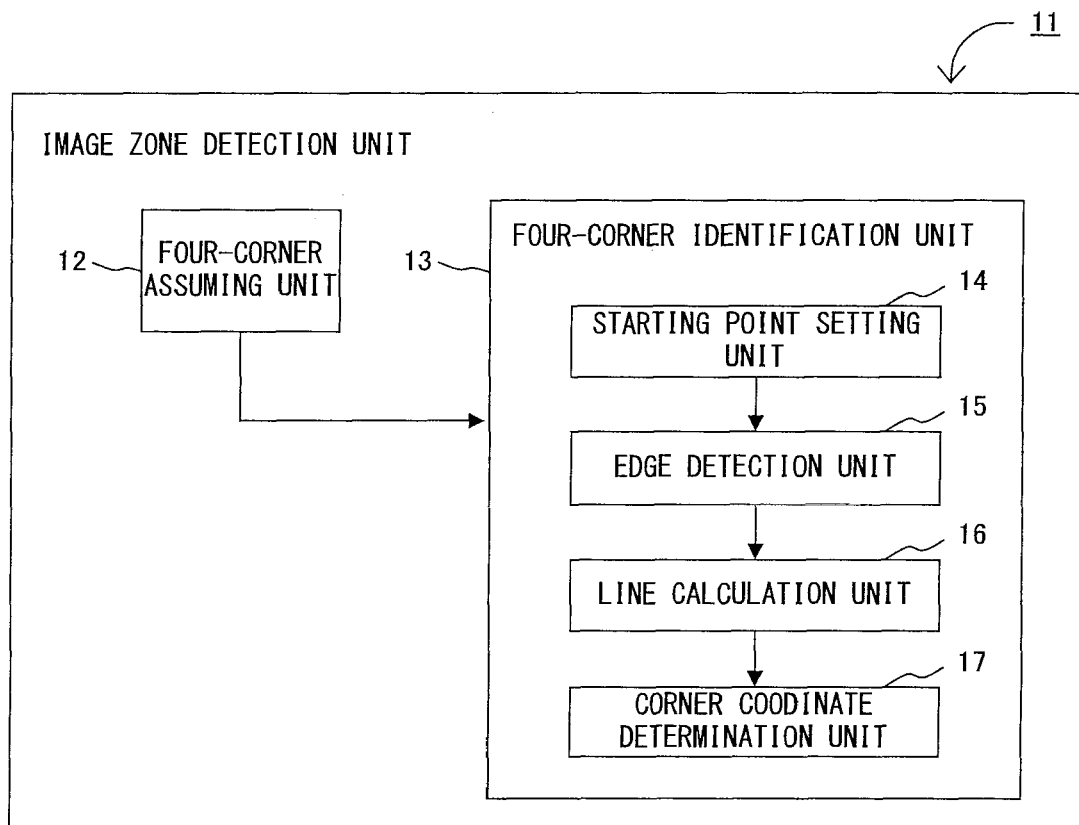 11
IMAGE ZONE DETECTION UNIT
12
FOUR-CORNER
ASSUMING UNIT
13
FOUR-CORNER IDENTIFICATION UNIT
14
STARTING POINT SETTING
UNIT
15
EDGE DETECTION UNIT
16
LINE CALCULATION UNIT
17
CORNER COODINATE
DETERMINATION UNIT